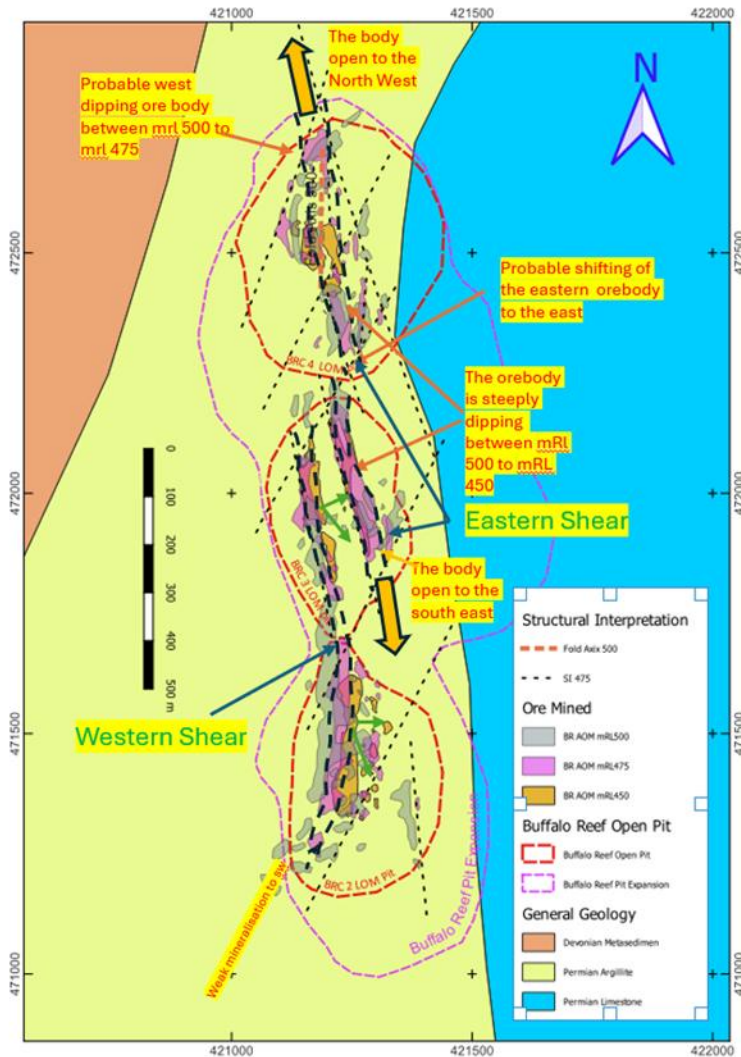 421000
421500
422000
The body
open to the
North West
Probable west
dipping ore body
between mrl 500 to
mrl 475
N
472500
472500
Probable shifting of
the eastern orebody
to the east
BRC 4 LOM
The orebody
is steeply
dipping
between mRl
500 to mRL
450
0
100
200
300
400
500 m
472000
472000
Eastern Shear
BRC 3 LOM
The body
open to the
south east
Western Shear
471500
471500
BRC 2 LOM Pit
Buffalo Reef Pit Expansion
Weak mineralisation to sw
471000
471000
Structural Interpretation
Fold Axis 500
SI 475
Ore Mined
BR AOM mRL500
BR AOM mRL475
BR AOM mRL450
Buffalo Reef Open Pit
Buffalo Reef Open Pit
Buffalo Reef Pit Expansion
General Geology
Devonian Metasedimen
Permian Argillite
Permian Limestone
421000
421500
422000